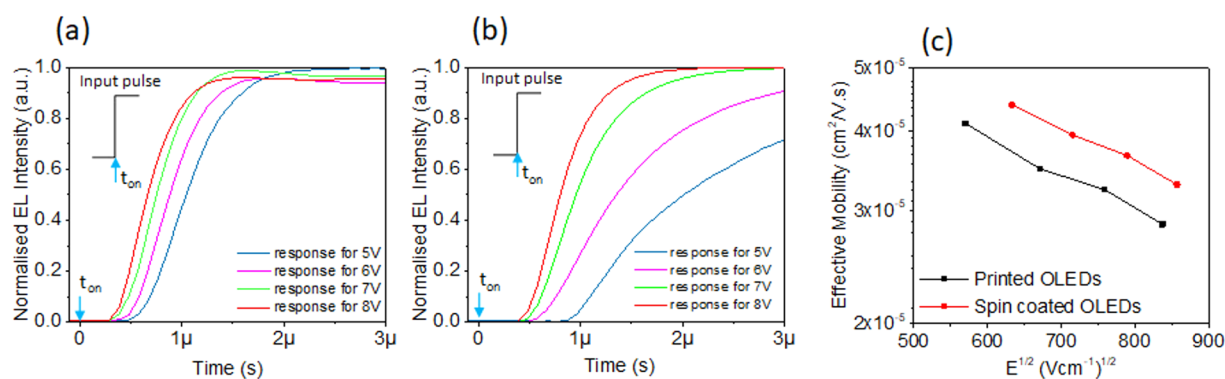 (a)
Normalised EL Intensity (a.u.)
1.0
0.8
0.6
0.4
0.2
0.0
Input pulse
ton
ton
response for 5V
response for 6V
response for 7V
response for 8V
0
1μ
2μ
3μ
Time (s)
(b)
Normalised EL Intensity (a.u.)
1.0
0.8
0.6
0.4
0.2
0.0
Input pulse
ton
ton
response for 5V
response for 6V
response for 7V
response for 8V
0
1μ
2μ
3μ
Time (s)
(c)
Effective Mobility (cm²/V.s)
5x10⁻⁵
4x10⁻⁵
3x10⁻⁵
2x10⁻⁵
Printed OLEDs
Spin coated OLEDs
500
600
700
800
900
E¹ᐟ² (Vcm⁻¹)¹ᐟ²